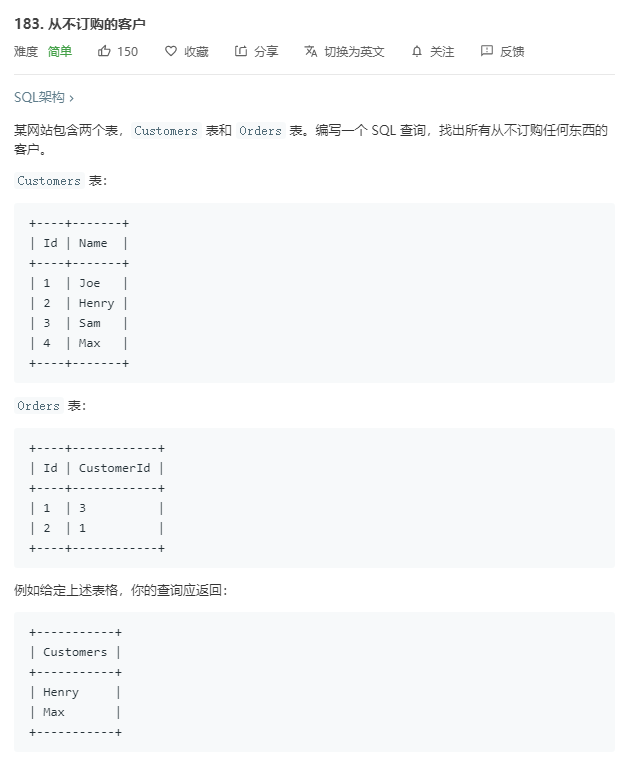 183. 从不订购的客户
难度 简单 150 收藏 分享 切换为英文 关注 反馈
SQL架构 ›
某网站包含两个表，Customers 表和 Orders 表。编写一个 SQL 查询，找出所有从不订购任何东西的
客户。
Customers 表：
+----+-------+
| Id | Name  |
+----+-------+
| 1  | Joe   |
| 2  | Henry |
| 3  | Sam   |
| 4  | Max   |
+----+-------+
Orders 表：
+----+------------+
| Id | CustomerId |
+----+------------+
| 1  | 3          |
| 2  | 1          |
+----+------------+
例如给定上述表格，你的查询应返回：
+-----------+
| Customers |
+-----------+
| Henry     |
| Max       |
+-----------+